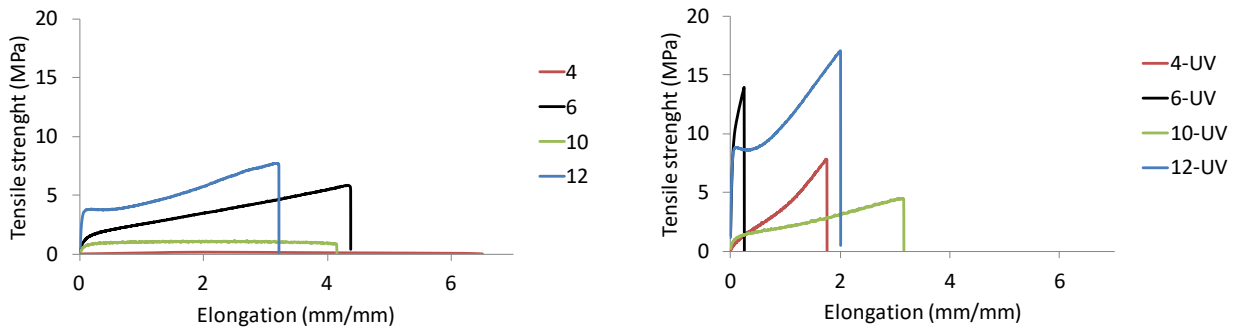 Tensile strenght (MPa)
20
15
10
5
0
0 2 4 6
Elongation (mm/mm)
4
6
10
12
Tensile strenght (MPa)
20
15
10
5
0
0 2 4 6
Elongation (mm/mm)
4-UV
6-UV
10-UV
12-UV